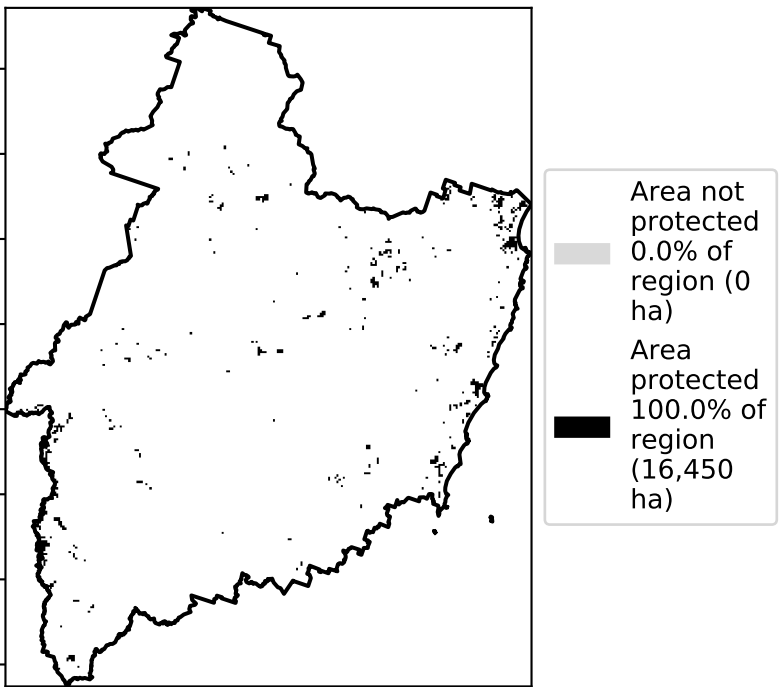 Area not
protected
0.0% of
region (0
ha)
Area
protected
100.0% of
region
(16,450
ha)